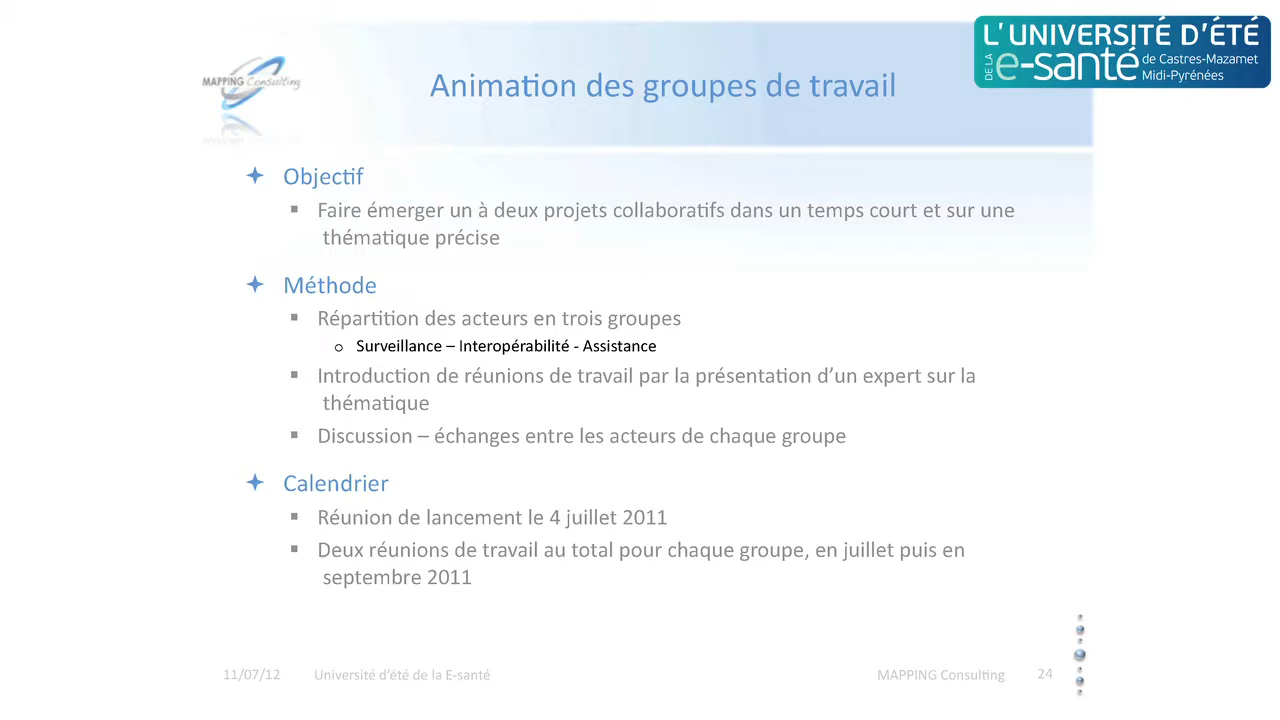 L'UNIVERSITÉ D'ÉTÉ
DE LA e-santé de Castres-Mazamet
Midi-Pyrénées
MAPPING Consulting
Animation des groupes de travail
Objectif
Faire émerger un à deux projets collaboratifs dans un temps court et sur une
thématique précise
Méthode
Répartition des acteurs en trois groupes
Surveillance – Interopérabilité - Assistance
Introduction de réunions de travail par la présentation d’un expert sur la
thématique
Discussion – échanges entre les acteurs de chaque groupe
Calendrier
Réunion de lancement le 4 juillet 2011
Deux réunions de travail au total pour chaque groupe, en juillet puis en
septembre 2011
11/07/12 Université d’été de la E-santé MAPPING Consulting 24